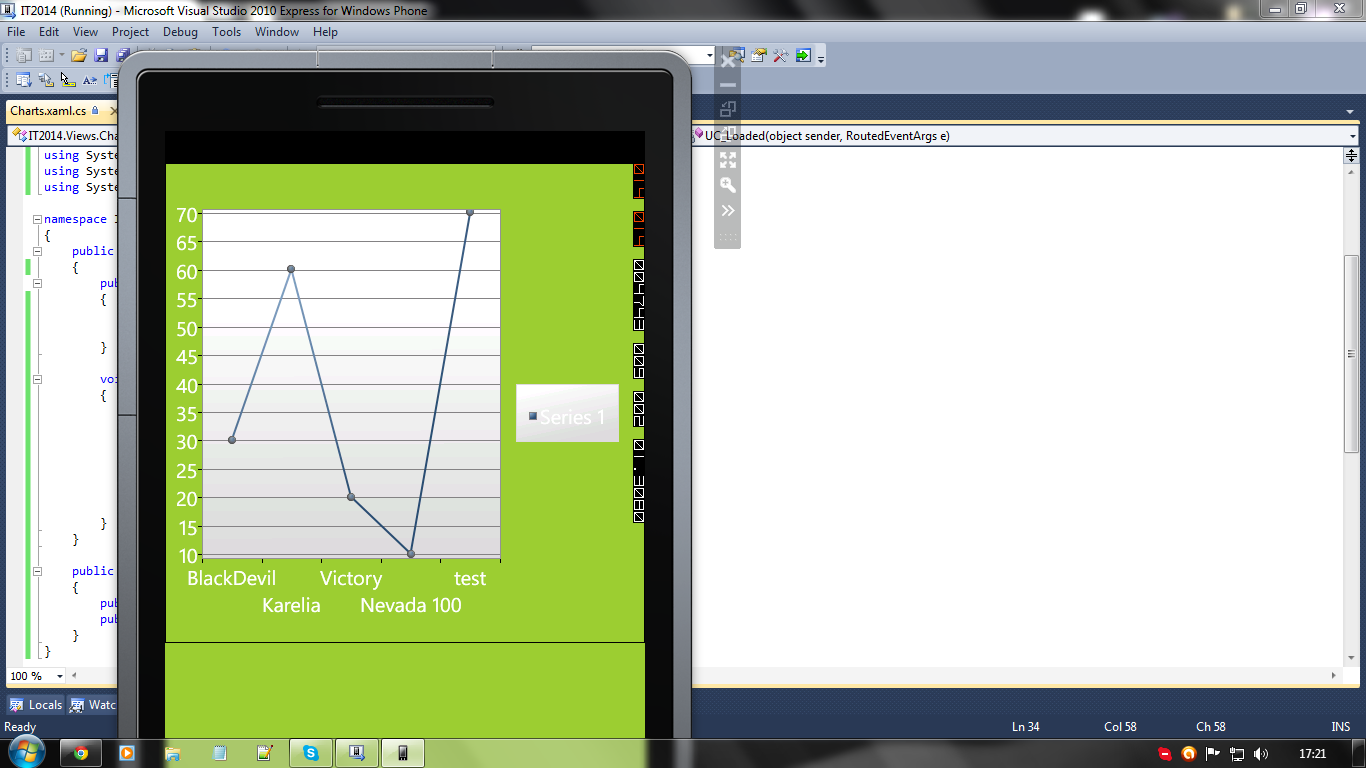 IT2014 (Running) - Microsoft Visual Studio 2010 Express for Windows Phone
File Edit View Project Debug Tools Window Help
Charts.xaml.cs
IT2014.Views.Cha
UC_Loaded(object sender, RoutedEventArgs e)
using Syste
using Syste
using Syste
namespace I
{
public
{
pub
{
}
voi
{
}
}
public
{
pub
pub
}
}
70
65
60
55
50
45
40
35
30
25
20
15
10
Series 1
BlackDevil Victory test
Karelia Nevada 100
100 %
Locals Watc
Ready Ln 34 Col 58 Ch 58 INS
17:21